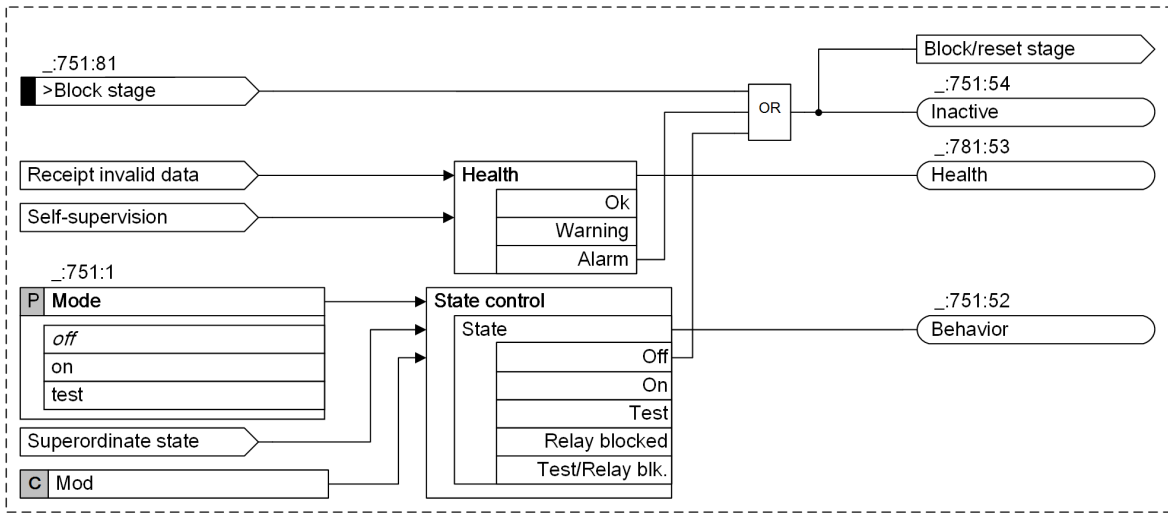 _:751:81
>Block stage
OR
Block/reset stage
_:751:54
Inactive
_:781:53
Health
Receipt invalid data
Self-supervision
Health
Ok
Warning
Alarm
_:751:1
P Mode
off
on
test
Superordinate state
C Mod
State control
State
Off
On
Test
Relay blocked
Test/Relay blk.
_:751:52
Behavior